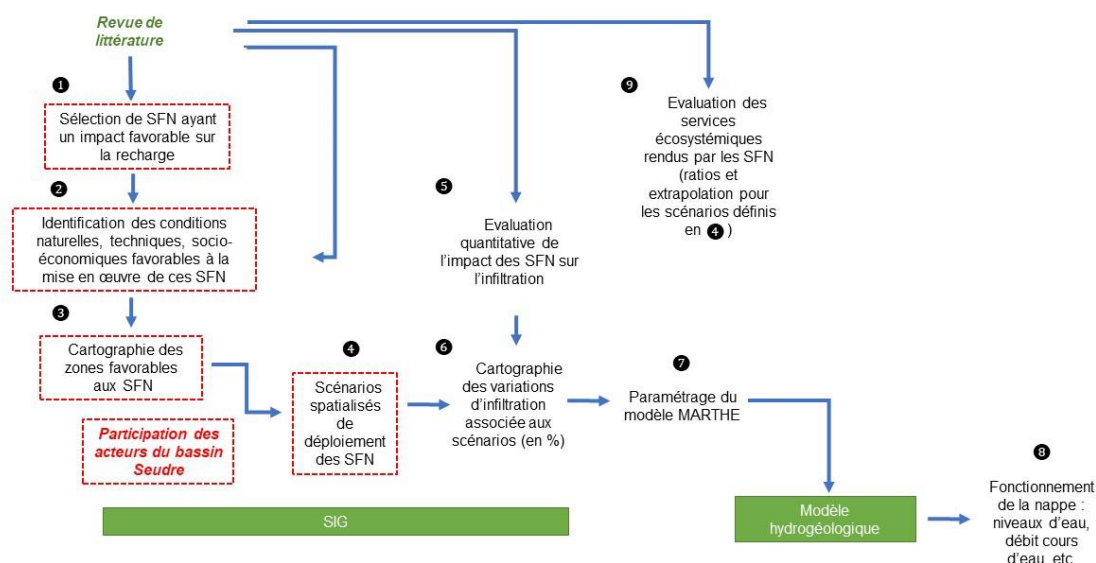 Revue de
littérature
❶
Sélection de SFN ayant
un impact favorable sur
la recharge
❷
Identification des conditions
naturelles, techniques, socio-
économiques favorables à la
mise en œuvre de ces SFN
❸
Cartographie des
zones favorables
aux SFN
Participation des
acteurs du bassin
Seudre
❹
Scénarios
spatialisés
de
déploiement
des SFN
❺
Evaluation
quantitative de
l'impact des SFN sur
l'infiltration
❻
Cartographie
des variations
d'infiltration
associée aux
scénarios (en %)
❼
Paramétrage du
modèle MARTHE
❾
Evaluation des
services
écosystémiques
rendus par les SFN
(ratios et
extrapolation pour
les scénarios définis
en ❹ )
SIG
Modèle
hydrogéologique
❽
Fonctionnement
de la nappe :
niveaux d'eau,
débit cours
d'eau, etc